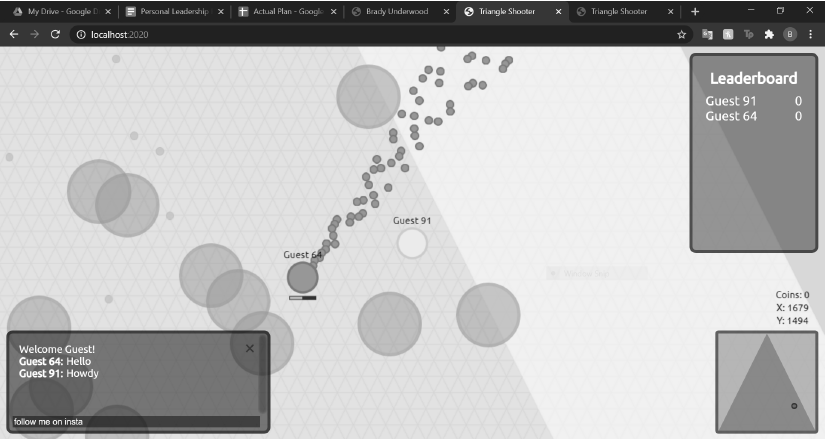 My Drive - Google D
Personal Leadership
Actual Plan - Google
Brady Underwood
Triangle Shooter
Triangle Shooter
localhost:2020
B
Leaderboard
Guest 91 0
Guest 64 0
Guest 91
Guest 64
Coins: 0
X: 1679
Y: 1494
Welcome Guest!
Guest 64: Hello
Guest 91: Howdy
follow me on insta